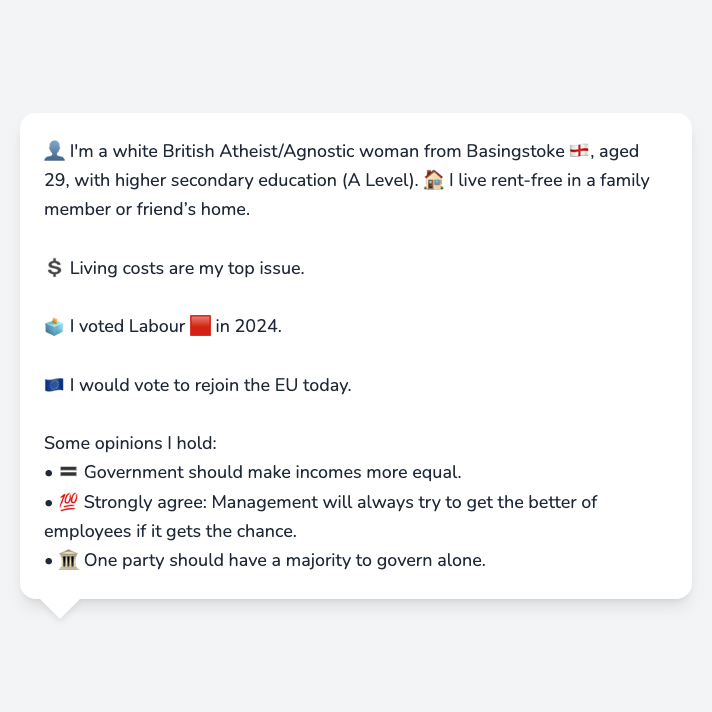 👤 I'm a white British Atheist/Agnostic woman from Basingstoke 🏴󠁧󠁢󠁥󠁮󠁧󠁿, aged
29, with higher secondary education (A Level). 🏠 I live rent-free in a family
member or friend’s home.
💲 Living costs are my top issue.
🗳️ I voted Labour 🟥 in 2024.
🇪🇺 I would vote to rejoin the EU today.
Some opinions I hold:
• 🟰 Government should make incomes more equal.
• 💯 Strongly agree: Management will always try to get the better of
employees if it gets the chance.
• 🏛️ One party should have a majority to govern alone.